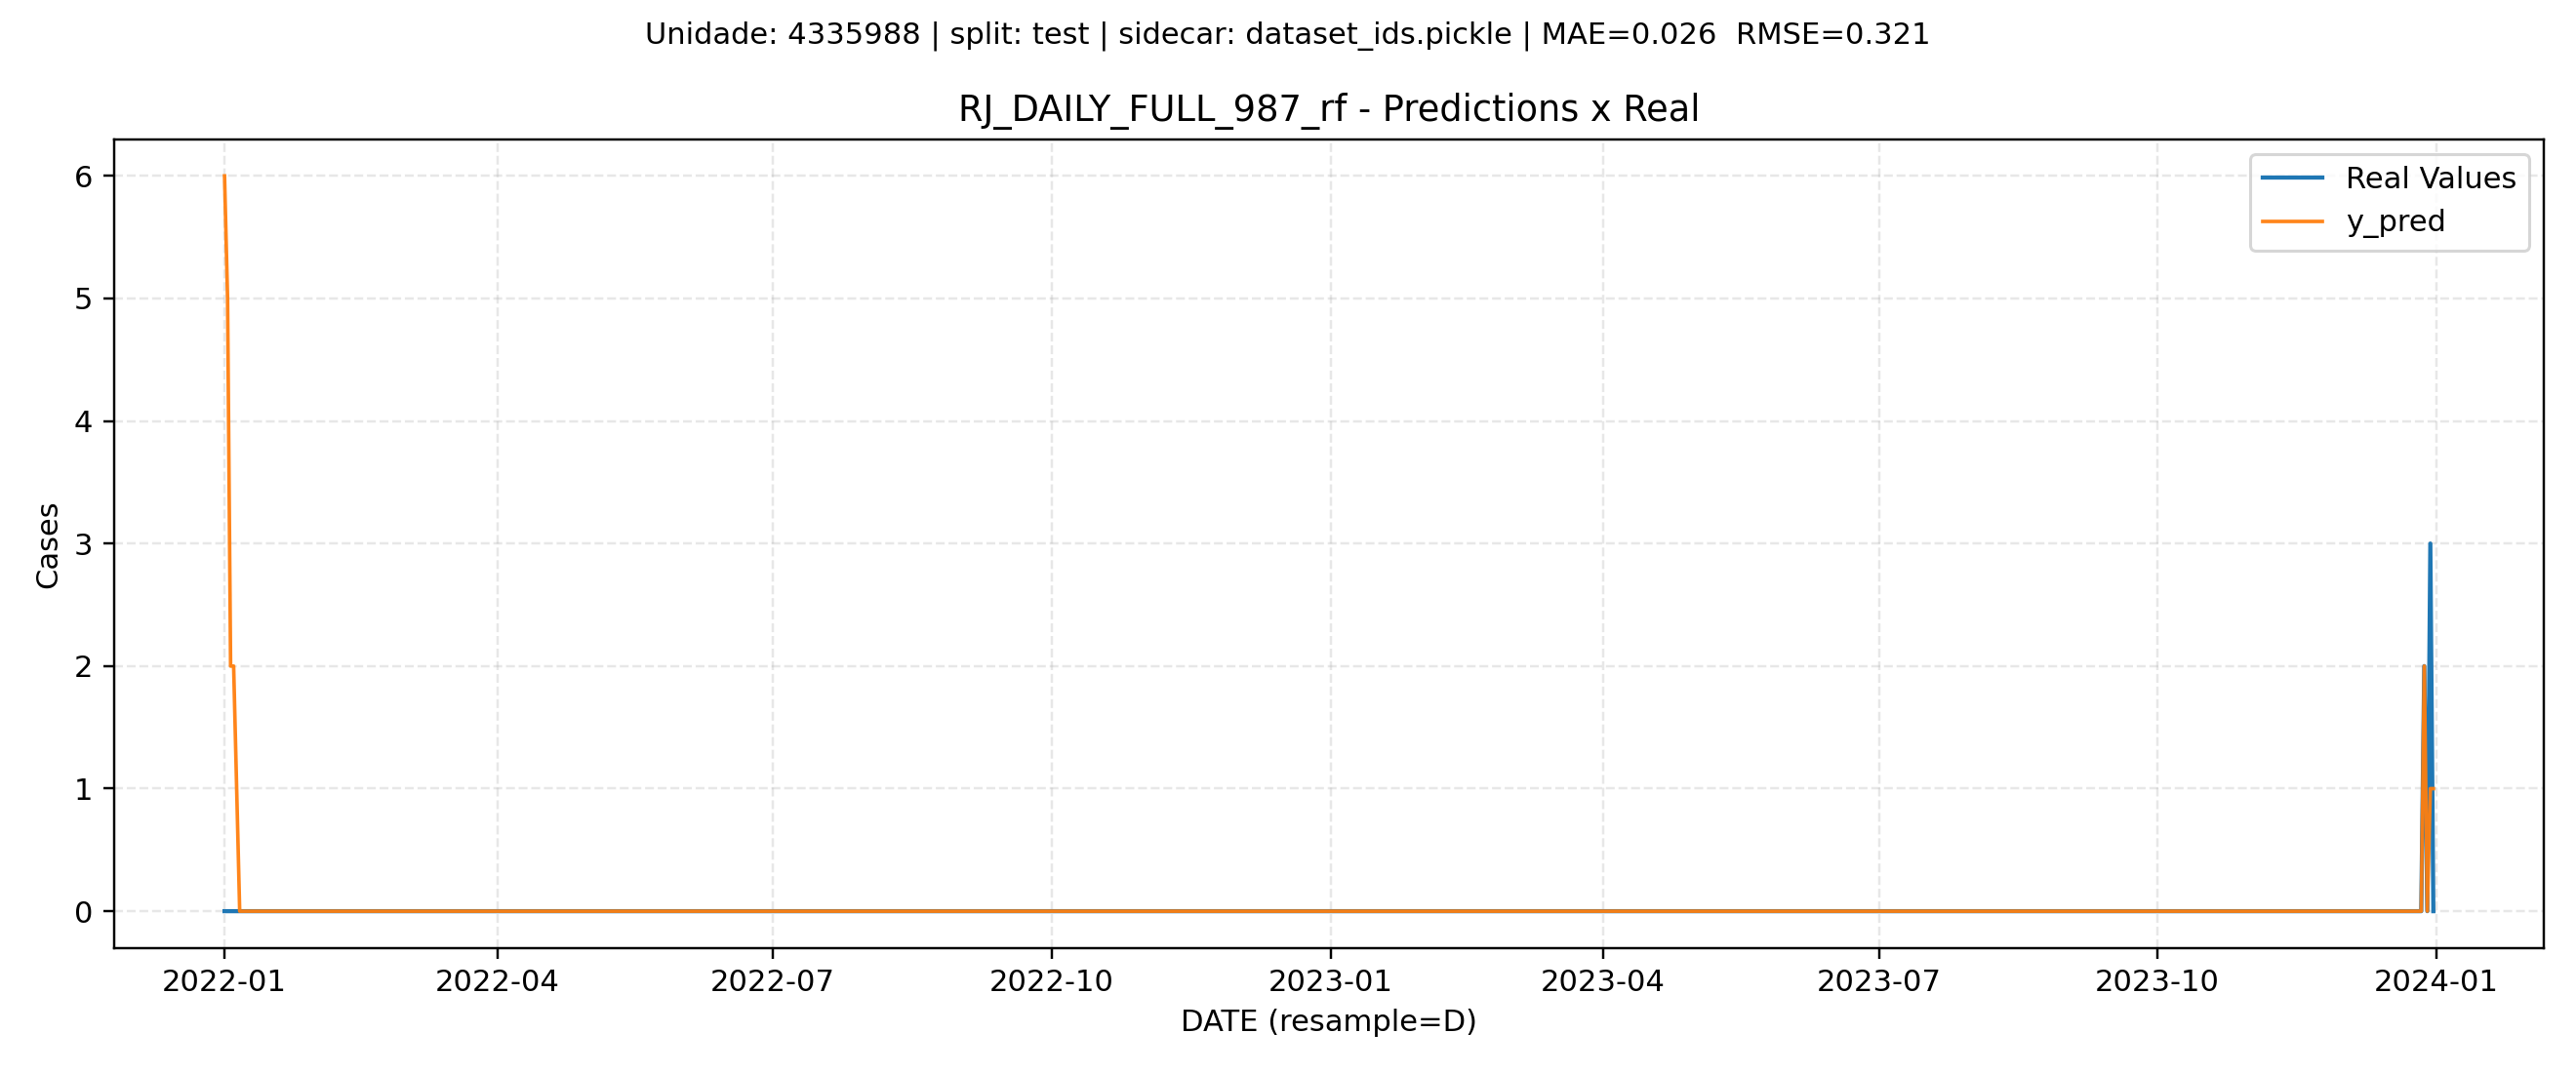 Unidade: 4335988 | split: test | sidecar: dataset_ids.pickle | MAE=0.026  RMSE=0.321
RJ_DAILY_FULL_987_rf - Predictions x Real
Real Values
y_pred
6
5
4
3
2
1
0
Cases
2022-01
2022-04
2022-07
2022-10
2023-01
2023-04
2023-07
2023-10
2024-01
DATE (resample=D)